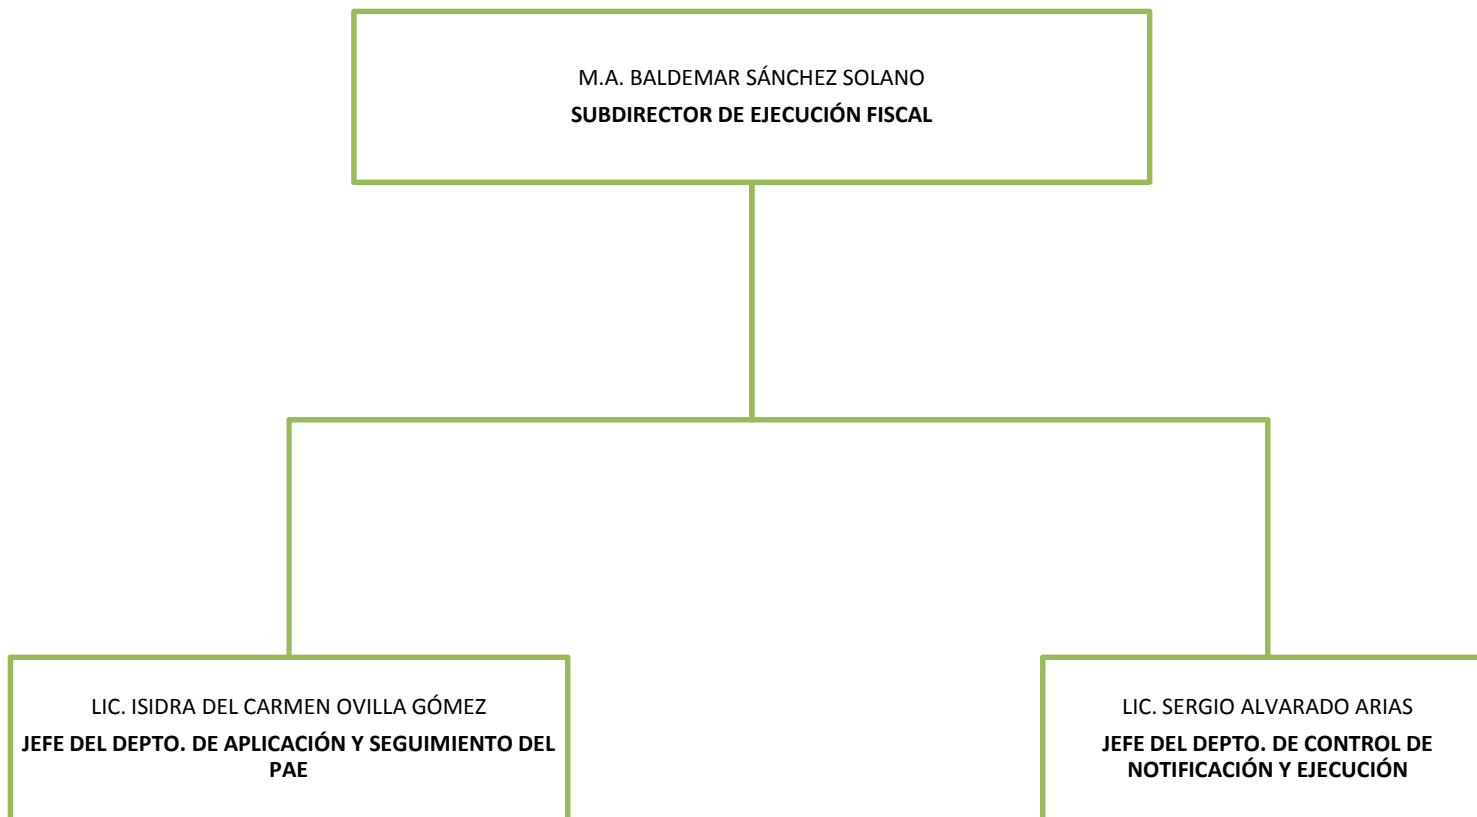 M.A. BALDEMAR SÁNCHEZ SOLANO
SUBDIRECTOR DE EJECUCIÓN FISCAL
LIC. ISIDRA DEL CARMEN OVILLA GÓMEZ
JEFE DEL DEPTO. DE APLICACIÓN Y SEGUIMIENTO DEL
PAE
LIC. SERGIO ALVARADO ARIAS
JEFE DEL DEPTO. DE CONTROL DE
NOTIFICACIÓN Y EJECUCIÓN